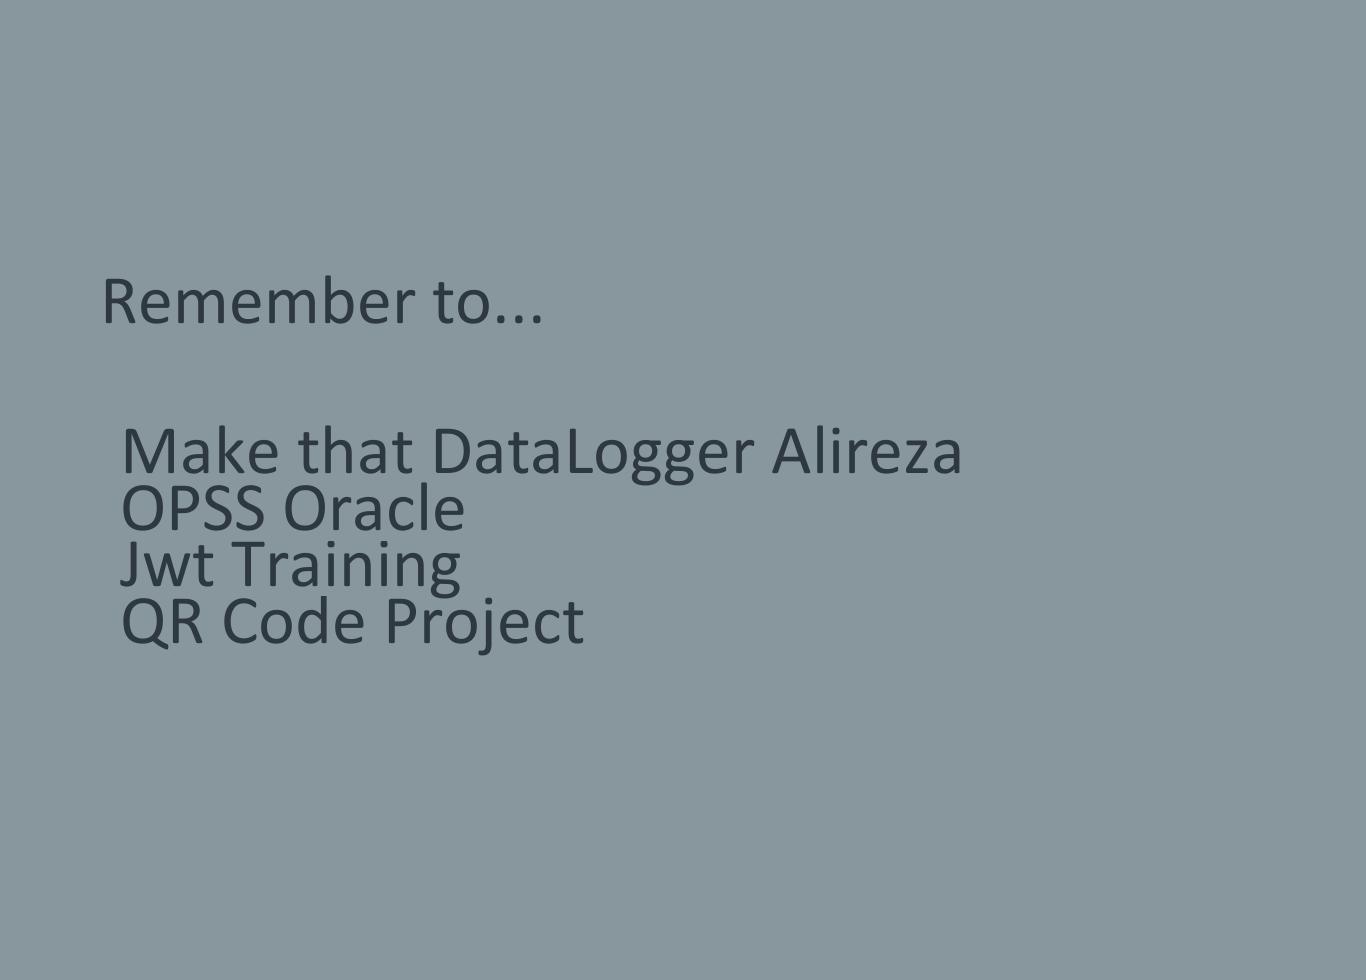 Remember to...
Make that DataLogger Alireza
OPSS Oracle
Jwt Training
QR Code Project